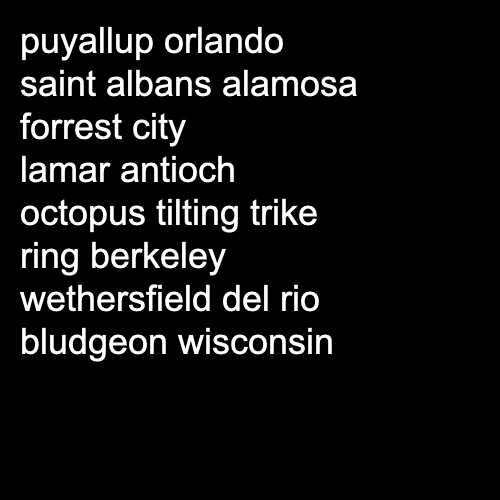 puyallup orlando
saint albans alamosa
forrest city
lamar antioch
octopus tilting trike
ring berkeley
wethersfield del rio
bludgeon wisconsin